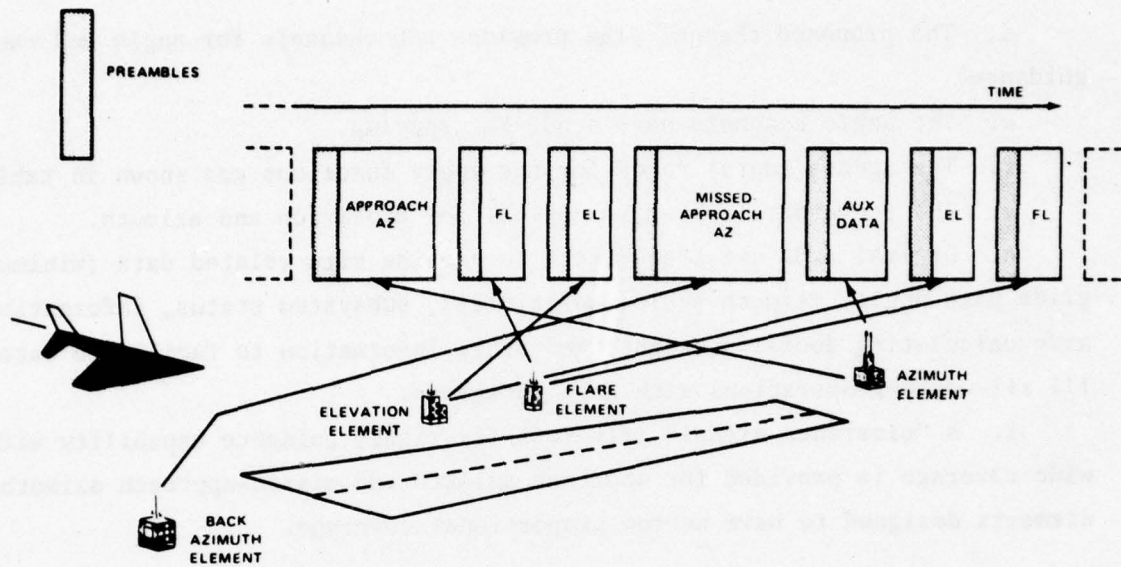 PREAMBLES
TIME
APPROACH
AZ
FL
EL
MISSED
APPROACH
AZ
AUX
DATA
EL
FL
ELEVATION
ELEMENT
FLARE
ELEMENT
AZIMUTH
ELEMENT
BACK
AZIMUTH
ELEMENT